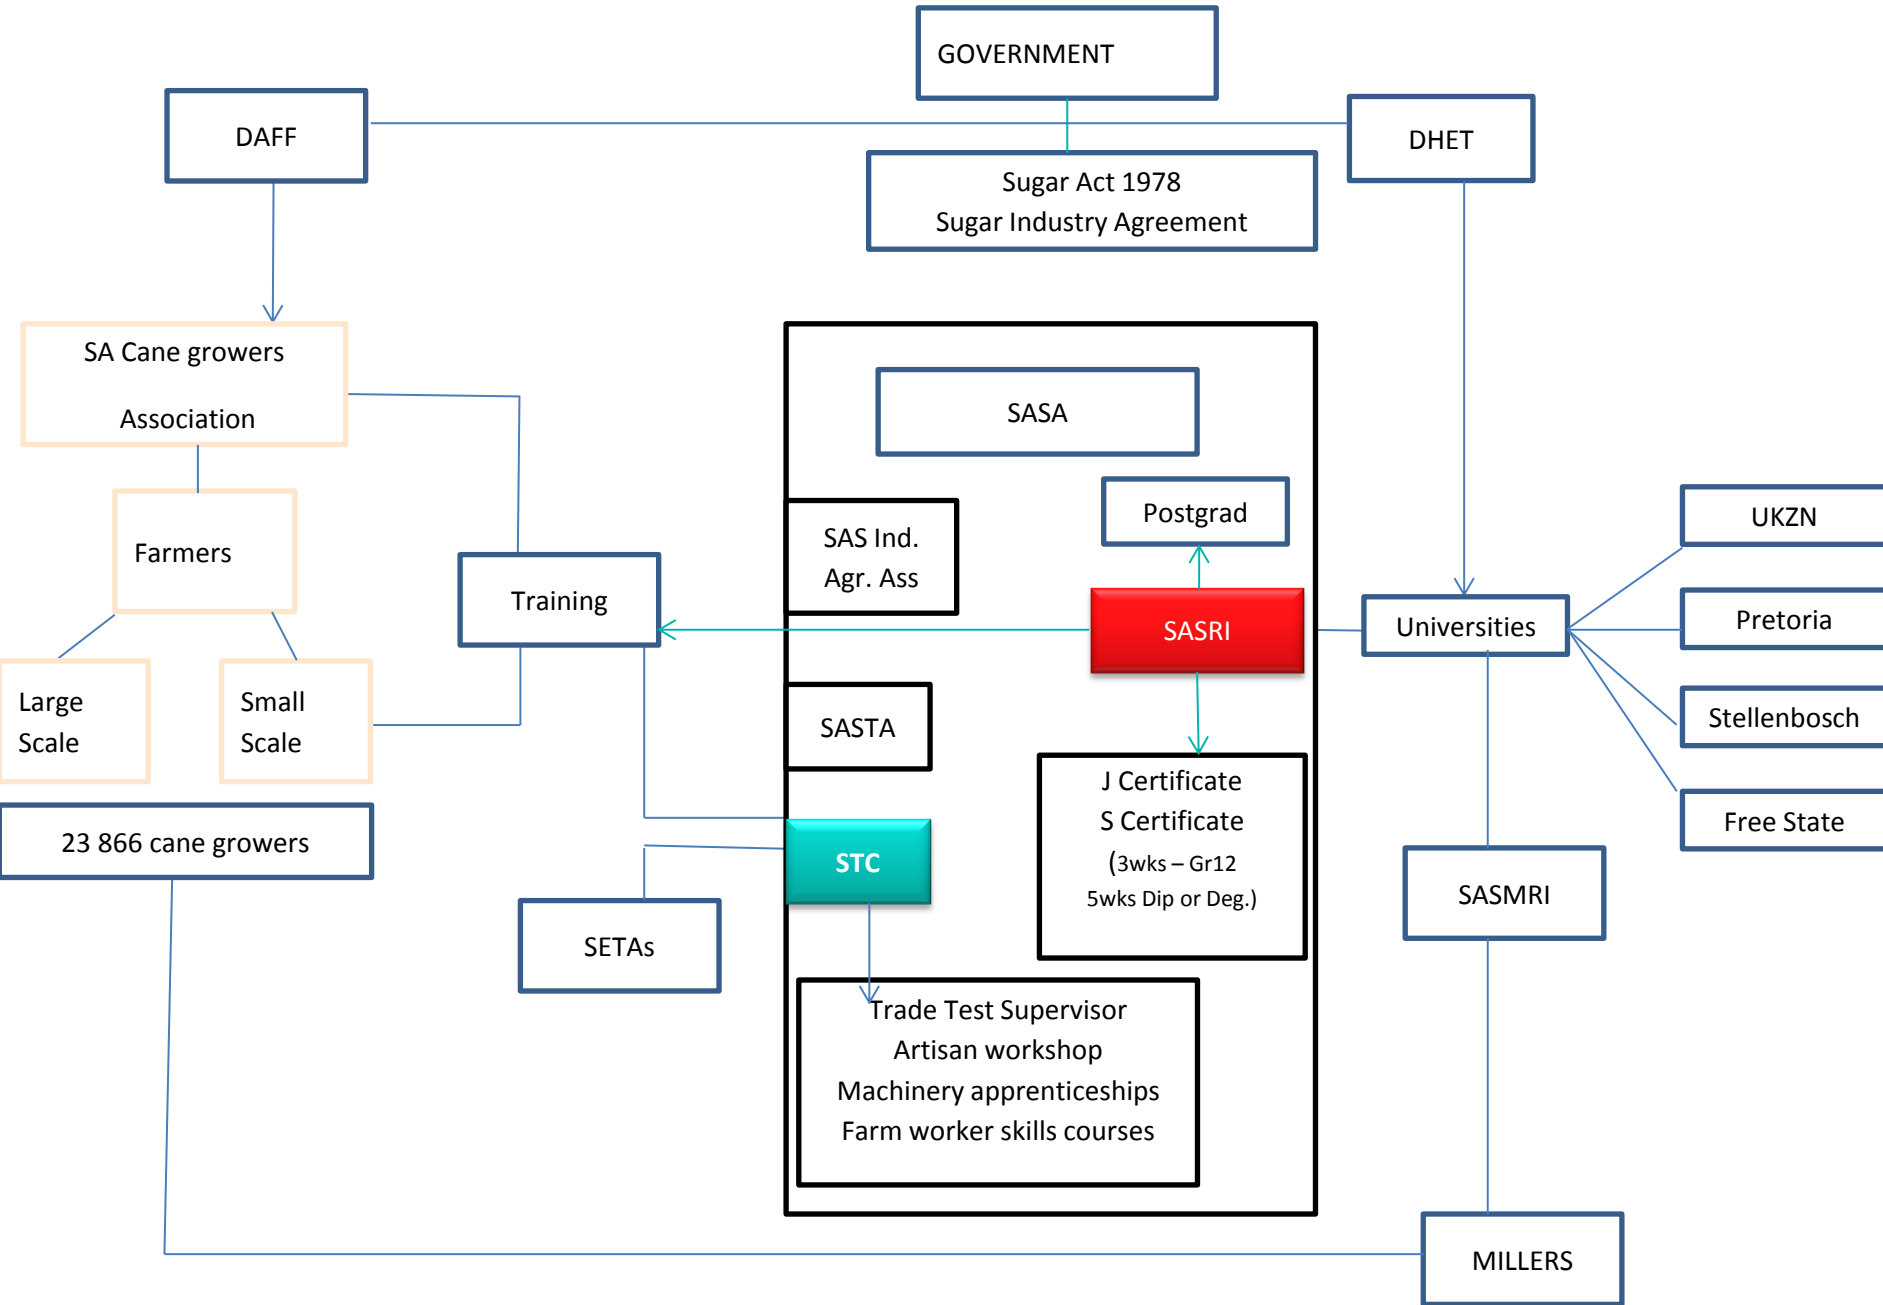 GOVERNMENT
DAFF
DHET
Sugar Act 1978
Sugar Industry Agreement
SA Cane growers
Association
SASA
Farmers
SAS Ind.
Agr. Ass
Postgrad
UKZN
Training
SASRI
Universities
Pretoria
Large
Scale
Small
Scale
SASTA
Stellenbosch
J Certificate
S Certificate
(3wks – Gr12
5wks Dip or Deg.)
Free State
23 866 cane growers
STC
SASMRI
SETAs
Trade Test Supervisor
Artisan workshop
Machinery apprenticeships
Farm worker skills courses
MILLERS